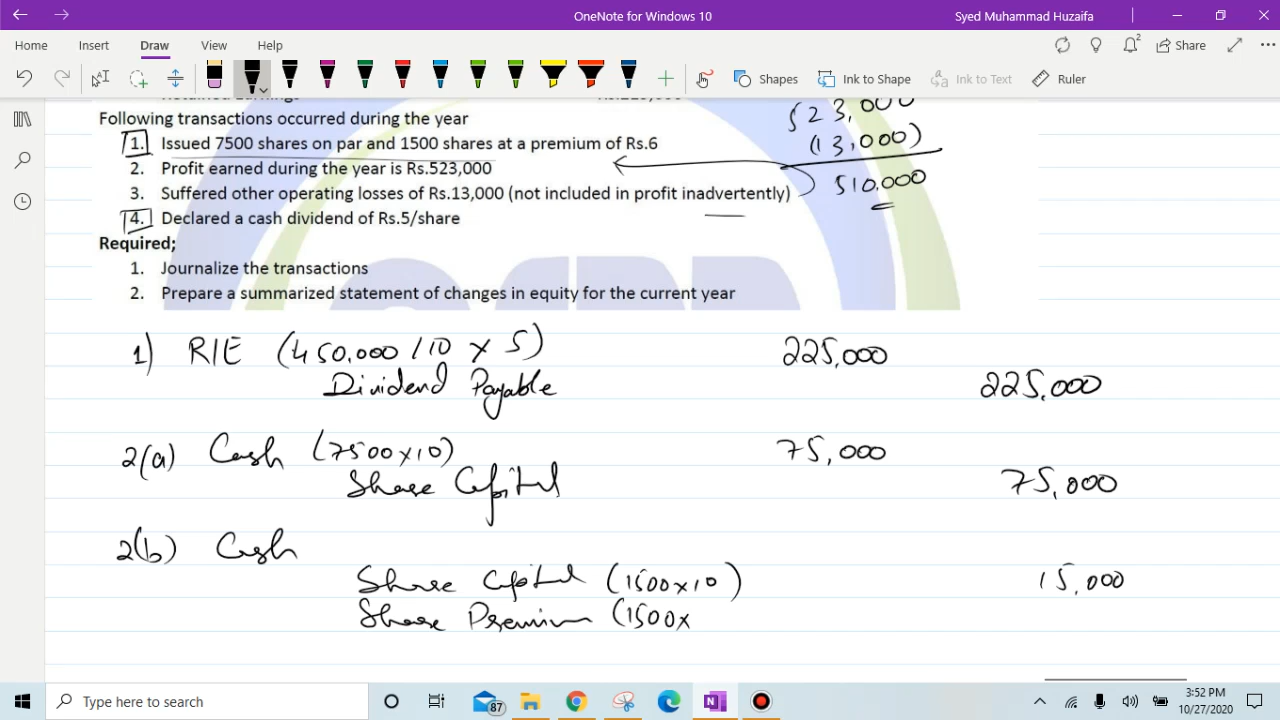 OneNote for Windows 10
Syed Muhammad Huzaifa
Home Insert Draw View Help
Share
Shapes Ink to Shape Ink to Text Ruler
Following transactions occurred during the year
523,000
1. Issued 7500 shares on par and 1500 shares at a premium of Rs.6
(13,000)
2. Profit earned during the year is Rs.523,000
510,000
3. Suffered other operating losses of Rs.13,000 (not included in profit inadvertently)
4. Declared a cash dividend of Rs.5/share
Required;
1. Journalize the transactions
2. Prepare a summarized statement of changes in equity for the current year
1) R/E (450,000/10 x 5) 225,000
Dividend Payable 225,000
2(a) Cash (7500x10) 75,000
Share Capital 75,000
2(b) Cash
Share Capital (1500x10) 15,000
Share Premium (1500x
Type here to search
87
3:52 PM
10/27/2020
2